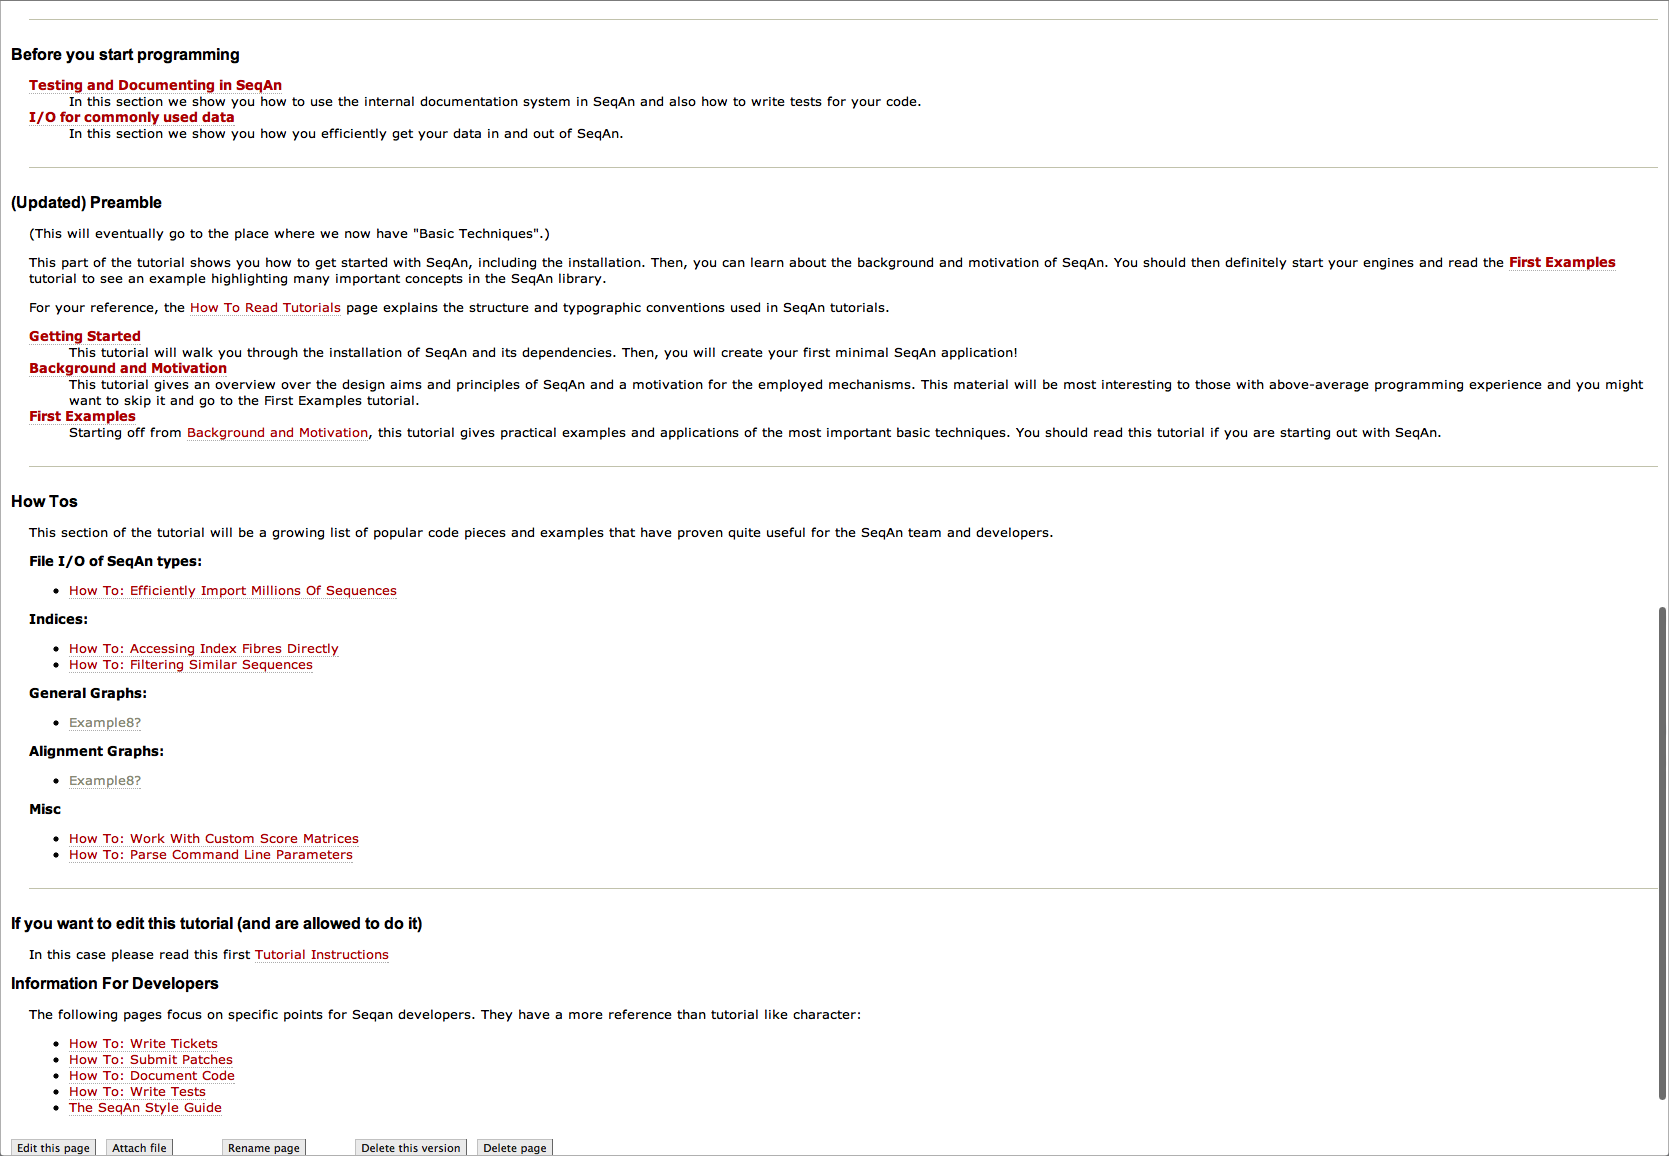 Before you start programming
Testing and Documenting in SeqAn
In this section we show you how to use the internal documentation system in SeqAn and also how to write tests for your code.
I/O for commonly used data
In this section we show you how you efficiently get your data in and out of SeqAn.
(Updated) Preamble
(This will eventually go to the place where we now have "Basic Techniques".)
This part of the tutorial shows you how to get started with SeqAn, including the installation. Then, you can learn about the background and motivation of SeqAn. You should then definitely start your engines and read the First Examples
tutorial to see an example highlighting many important concepts in the SeqAn library.
For your reference, the How To Read Tutorials page explains the structure and typographic conventions used in SeqAn tutorials.
Getting Started
This tutorial will walk you through the installation of SeqAn and its dependencies. Then, you will create your first minimal SeqAn application!
Background and Motivation
This tutorial gives an overview over the design aims and principles of SeqAn and a motivation for the employed mechanisms. This material will be most interesting to those with above-average programming experience and you might
want to skip it and go to the First Examples tutorial.
First Examples
Starting off from Background and Motivation, this tutorial gives practical examples and applications of the most important basic techniques. You should read this tutorial if you are starting out with SeqAn.
How Tos
This section of the tutorial will be a growing list of popular code pieces and examples that have proven quite useful for the SeqAn team and developers.
File I/O of SeqAn types:
• How To: Efficiently Import Millions Of Sequences
Indices:
• How To: Accessing Index Fibres Directly
• How To: Filtering Similar Sequences
General Graphs:
• Example8?
Alignment Graphs:
• Example8?
Misc
• How To: Work With Custom Score Matrices
• How To: Parse Command Line Parameters
If you want to edit this tutorial (and are allowed to do it)
In this case please read this first Tutorial Instructions
Information For Developers
The following pages focus on specific points for Seqan developers. They have a more reference than tutorial like character:
• How To: Write Tickets
• How To: Submit Patches
• How To: Document Code
• How To: Write Tests
• The SeqAn Style Guide
Edit this page Attach file Rename page Delete this version Delete page